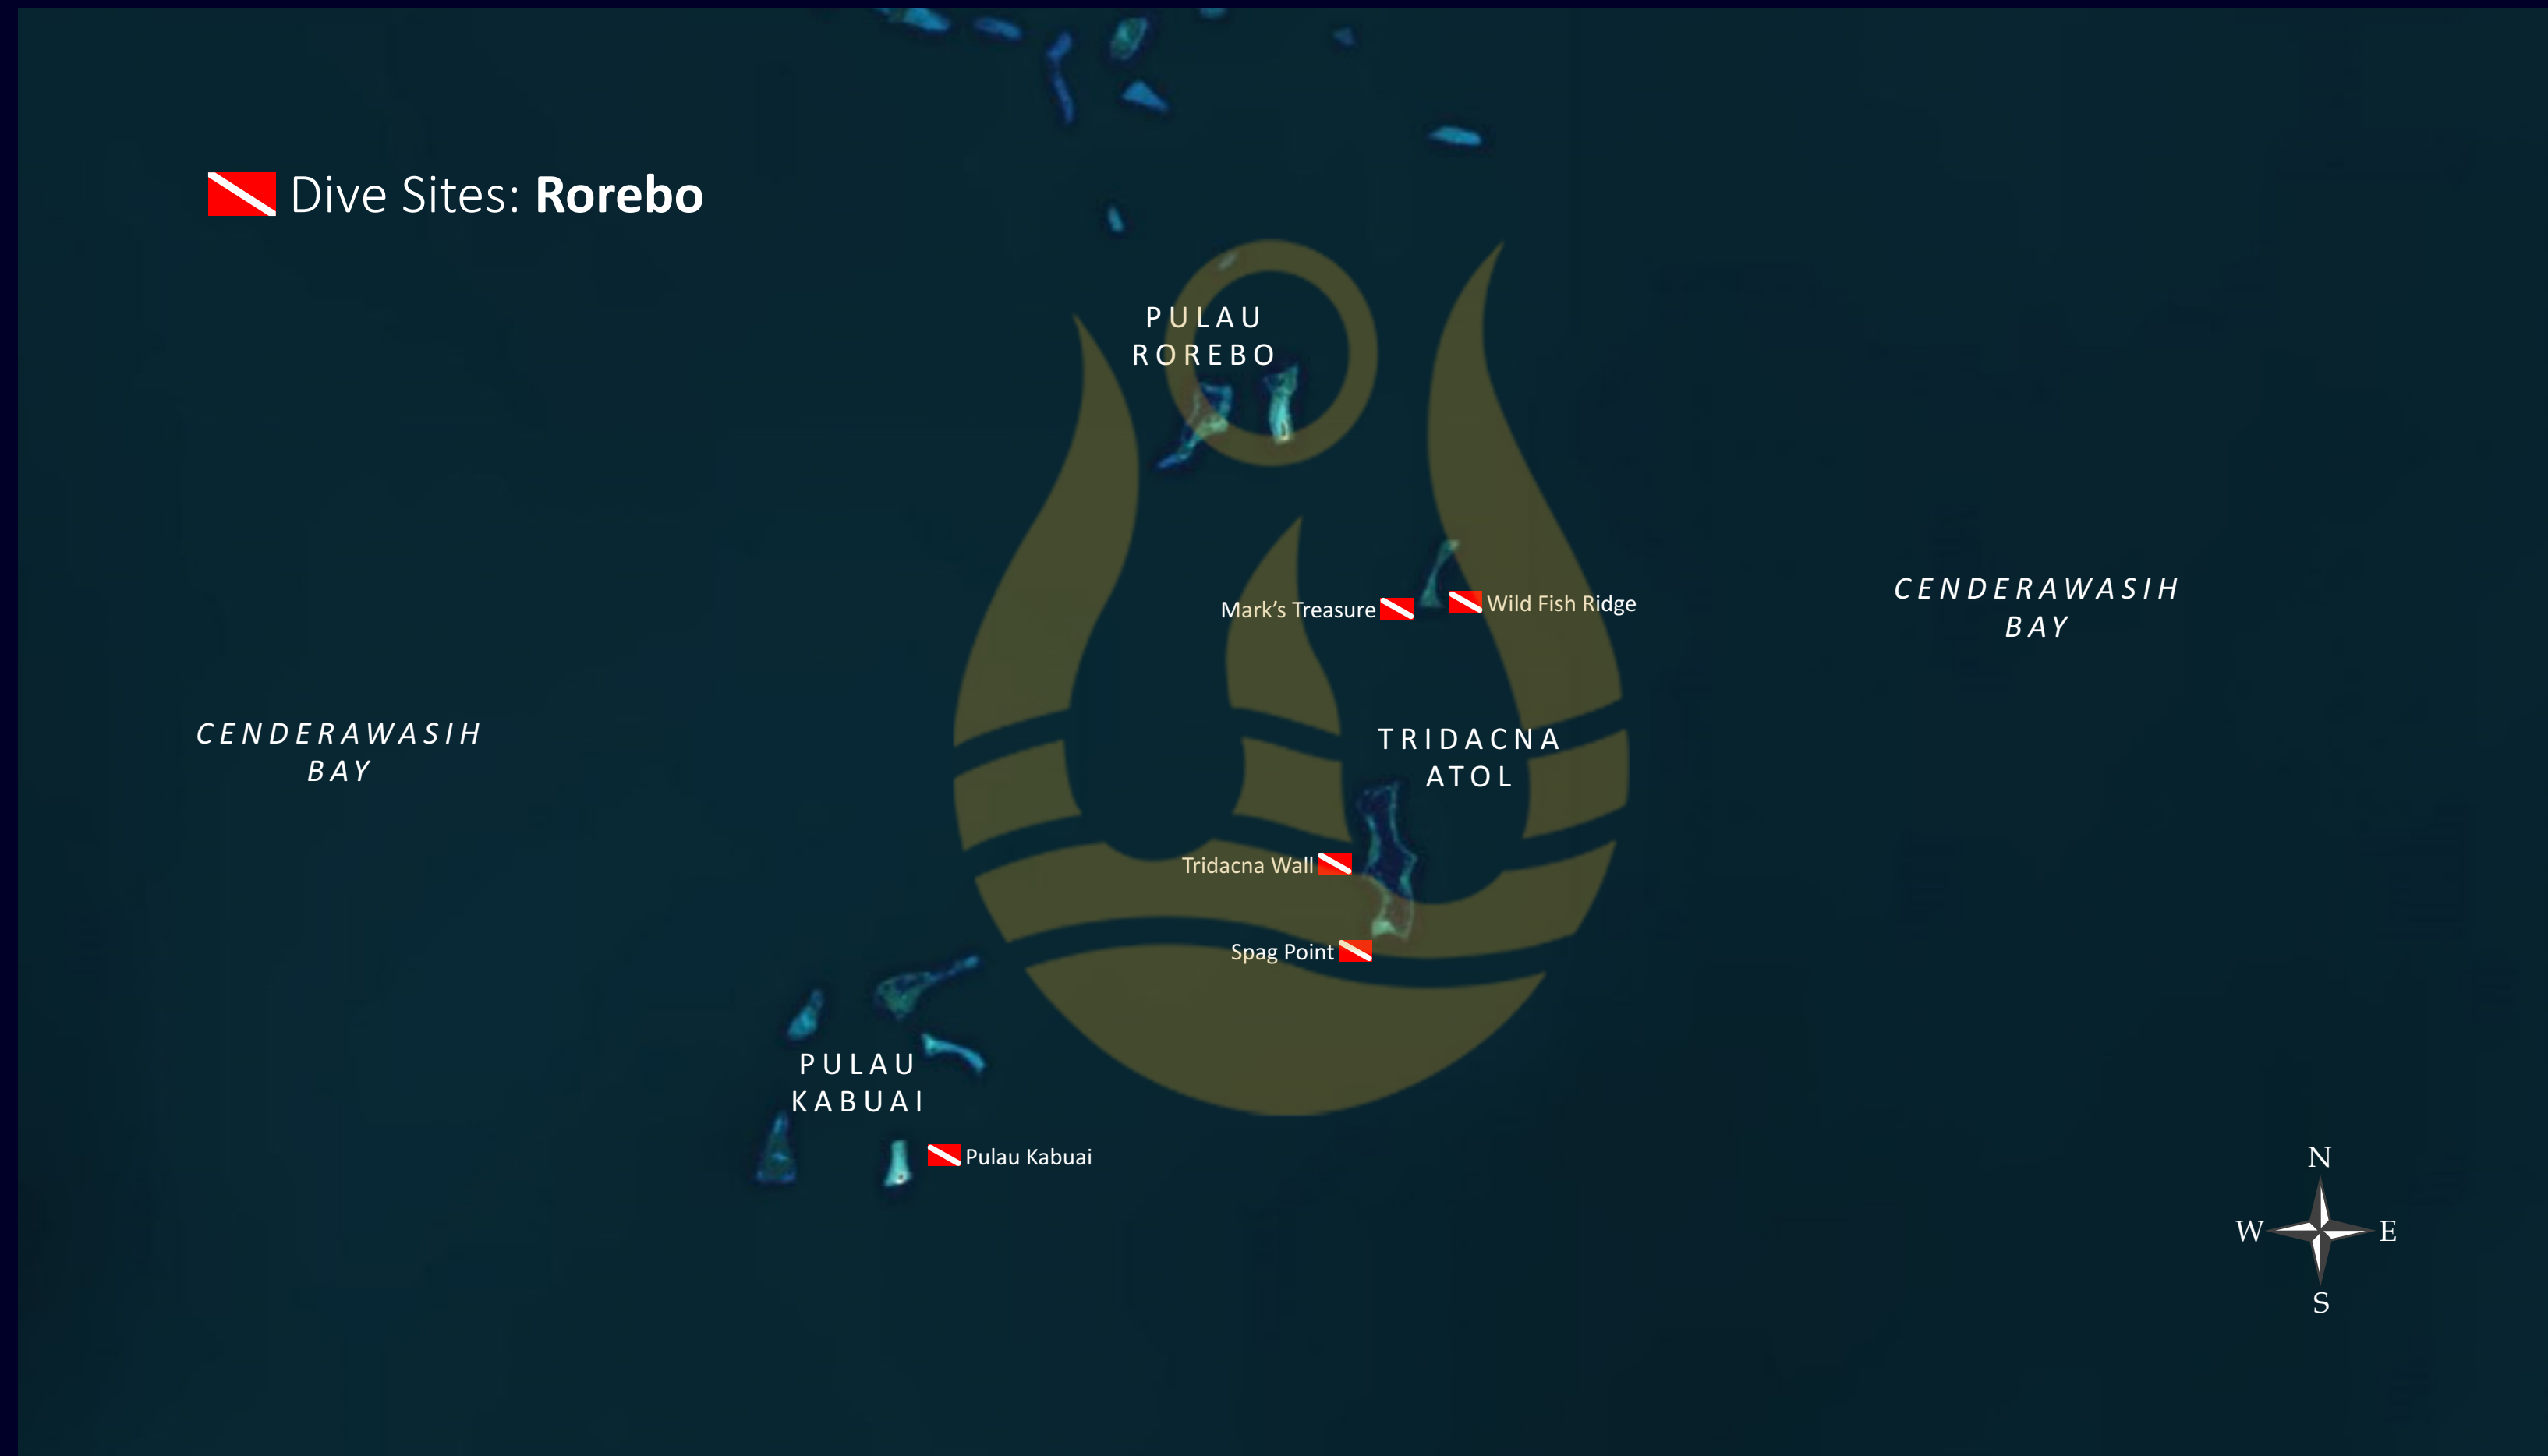 Dive Sites: Rorebo
PULAU
ROREBO
Mark's Treasure
Wild Fish Ridge
CENDERAWASIH
BAY
CENDERAWASIH
BAY
TRIDACNA
ATOL
Tridacna Wall
Spag Point
PULAU
KABUAI
Pulau Kabuai
N
W
E
S